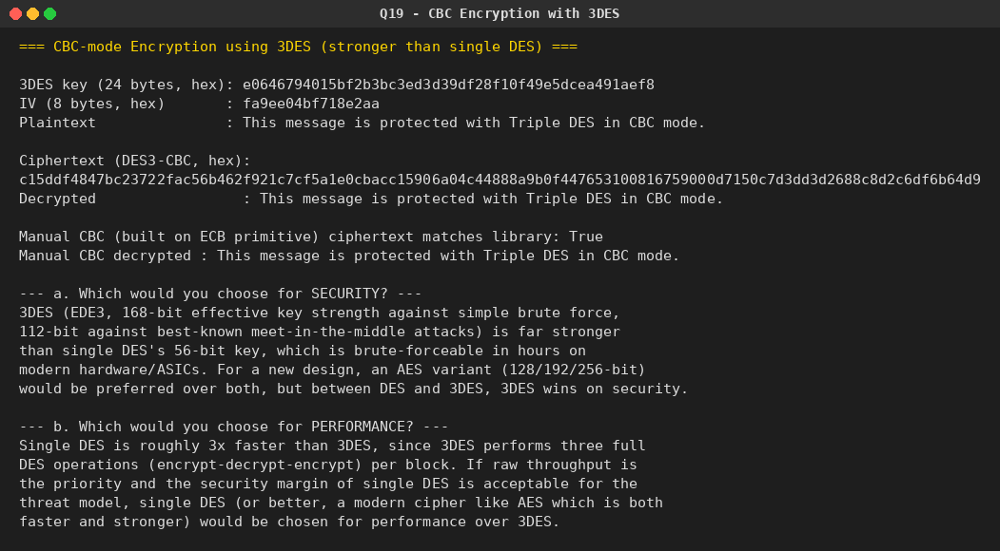 Q19 - CBC Encryption with 3DES
=== CBC-mode Encryption using 3DES (stronger than single DES) ===
3DES key (24 bytes, hex): e0646794015bf2b3bc3ed3d39df28f10f49e5dcea491aef8
IV (8 bytes, hex)       : fa9ee04bf718e2aa
Plaintext               : This message is protected with Triple DES in CBC mode.
Ciphertext (DES3-CBC, hex):
c15ddf4847bc23722fac56b462f921c7cf5a1e0cbacc15906a04c44888a9b0f447653100816759000d7150c7d3dd3d2688c8d2c6df6b64d9
Decrypted                 : This message is protected with Triple DES in CBC mode.
Manual CBC (built on ECB primitive) ciphertext matches library: True
Manual CBC decrypted : This message is protected with Triple DES in CBC mode.
--- a. Which would you choose for SECURITY? ---
3DES (EDE3, 168-bit effective key strength against simple brute force,
112-bit against best-known meet-in-the-middle attacks) is far stronger
than single DES's 56-bit key, which is brute-forceable in hours on
modern hardware/ASICs. For a new design, an AES variant (128/192/256-bit)
would be preferred over both, but between DES and 3DES, 3DES wins on security.
--- b. Which would you choose for PERFORMANCE? ---
Single DES is roughly 3x faster than 3DES, since 3DES performs three full
DES operations (encrypt-decrypt-encrypt) per block. If raw throughput is
the priority and the security margin of single DES is acceptable for the
threat model, single DES (or better, a modern cipher like AES which is both
faster and stronger) would be chosen for performance over 3DES.